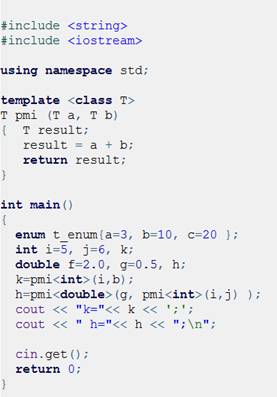 #include <string>
#include <iostream>
using namespace std;
template <class T>
T pmi (T a, T b)
{ T result;
result = a + b;
return result;
}
int main()
{
enum t_enum{a=3, b=10, c=20 };
int i=5, j=6, k;
double f=2.0, g=0.5, h;
k=pmi<int>(i,b);
h=pmi<double>(g, pmi<int>(i,j) );
cout << "k="<< k << ';';
cout << " h="<< h << ";\n";
cin.get();
return 0;
}